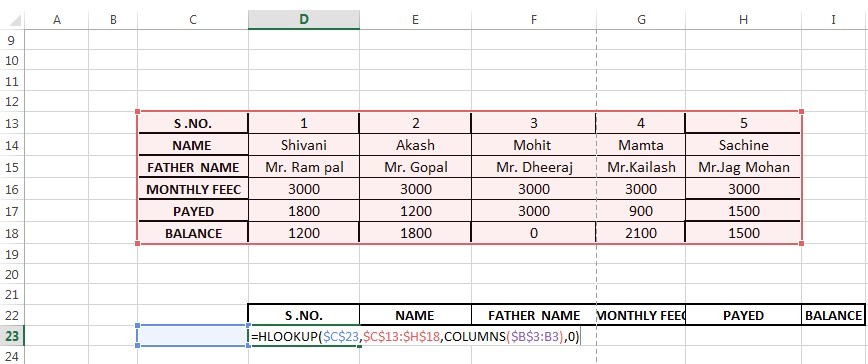 A B C D E F G H I
9
10
11
12
13 S .NO. 1 2 3 4 5
14 NAME Shivani Akash Mohit Mamta Sachine
15 FATHER NAME Mr. Ram pal Mr. Gopal Mr. Dheeraj Mr.Kailash Mr.Jag Mohan
16 MONTHLY FEEC 3000 3000 3000 3000 3000
17 PAYED 1800 1200 3000 900 1500
18 BALANCE 1200 1800 0 2100 1500
19
20
21
22 S .NO. NAME FATHER NAME MONTHLY FEEC PAYED BALANCE
23 =HLOOKUP($C$23,$C$13:$H$18,COLUMNS($B$3:B3),0)
24